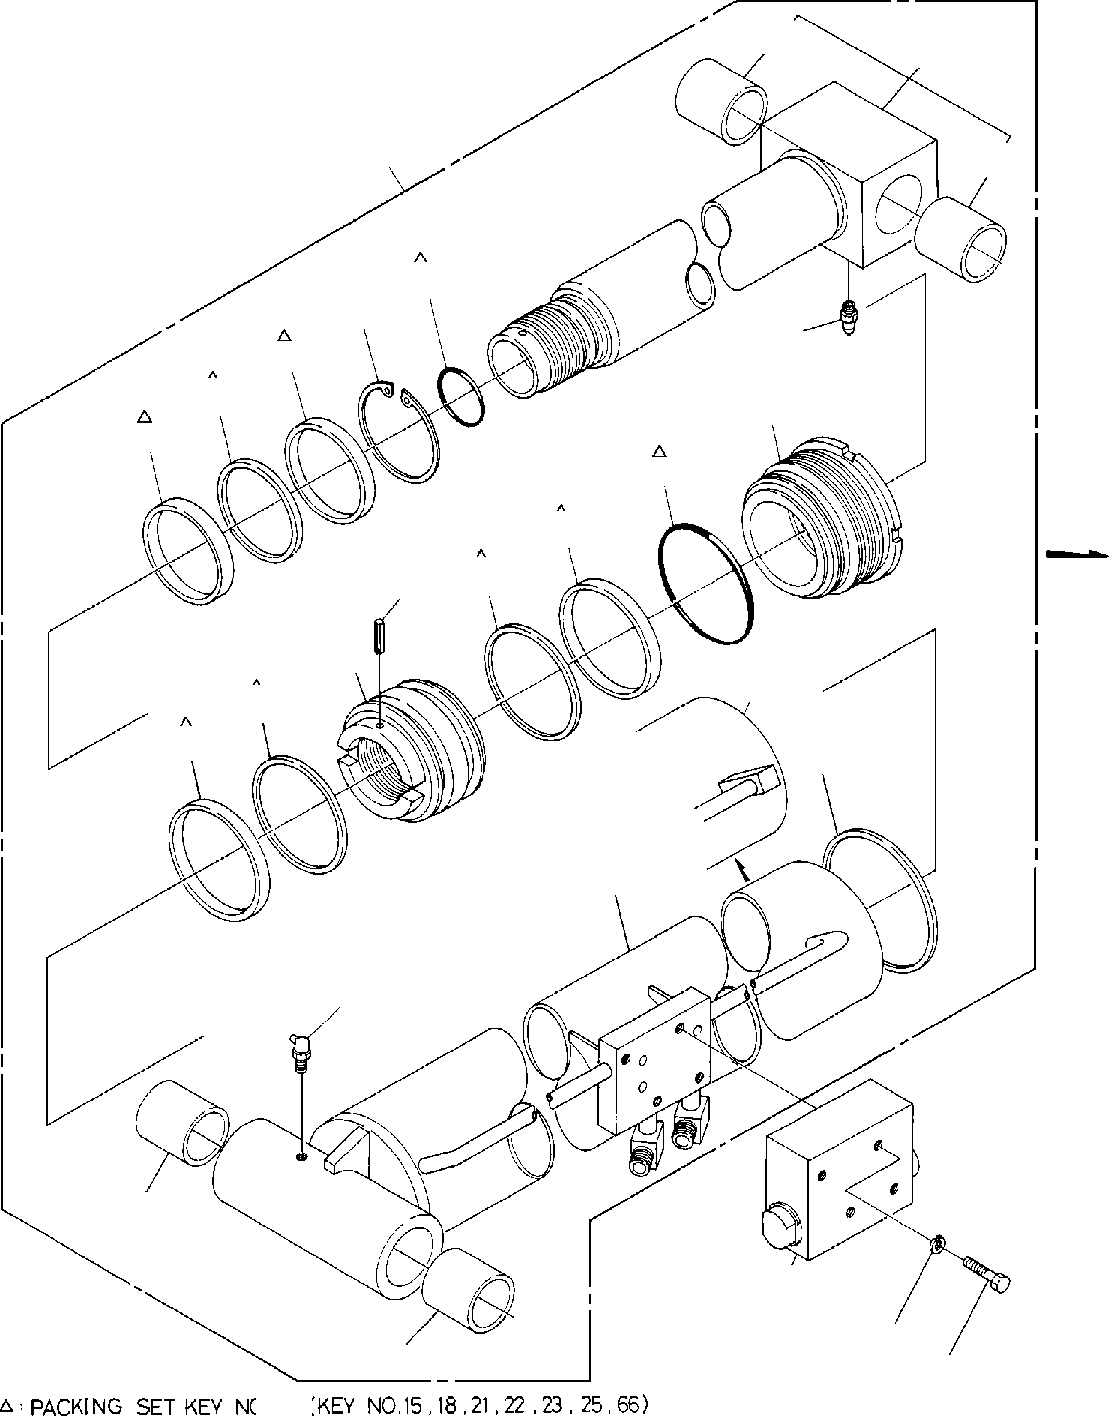 △: PACKING SET KEY NO (KEY NO.15,18,21,22,23,25,66)